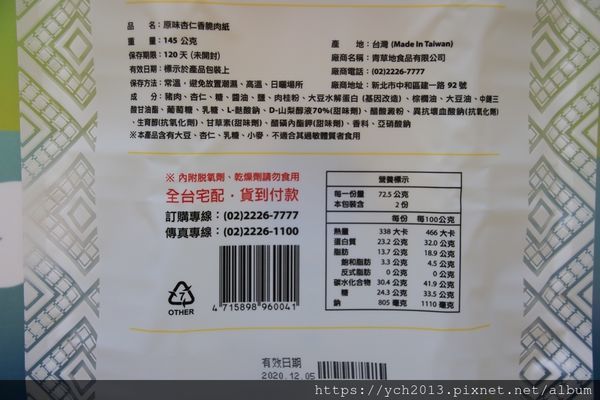 品　名：原味杏仁香脆肉紙
重　量：145 公克
保存期限：120 天 (未開封)
有效日期：標示於產品包裝上
產　地：台灣 (Made in Taiwan)
廠商名稱：青草地食品有限公司
廠商電話：(02)2226-7777
保存方法：常溫，避免放置潮濕、高溫、日曬場所
廠商地址：新北市中和區建一路 92 號
成　分：豬肉、杏仁、糖、醬油、鹽、肉桂粉、大豆水解蛋白 (基因改造)、棕櫚油、大豆油、中鏈三
酸甘油酯、葡萄糖、乳糖、L-麩酸鈉、D-山梨醇液70%(甜味劑)、醋酸澱粉、異抗壞血酸鈉(抗氧化劑)
、生育醇(抗氧化劑)、甘草素(甜味劑)、醋磺內酯鉀(甜味劑)、香料、亞硝酸鈉
※本產品含有大豆、杏仁、乳糖、小麥，不適合其過敏體質者食用
※ 內附脫氧劑、乾燥劑請勿食用
全台宅配，貨到付款
訂購專線：(02)2226-7777
傳真專線：(02)2226-1100
7
OTHER
4 715898 960041
營養標示
每一份量　72.5 公克
本包裝含　2 份
每份　每100公克
熱量　338 大卡　466 大卡
蛋白質　23.2 公克　32.0 公克
脂肪　13.7 公克　18.9 公克
飽和脂肪　3.3 公克　4.5 公克
反式脂肪　0 公克　0 公克
碳水化合物　30.4 公克　41.9 公克
糖　24.3 公克　33.5 公克
鈉　805 毫克　1110 毫克
有效日期
2020.12.05
https://ych2013.pixnet.net/album